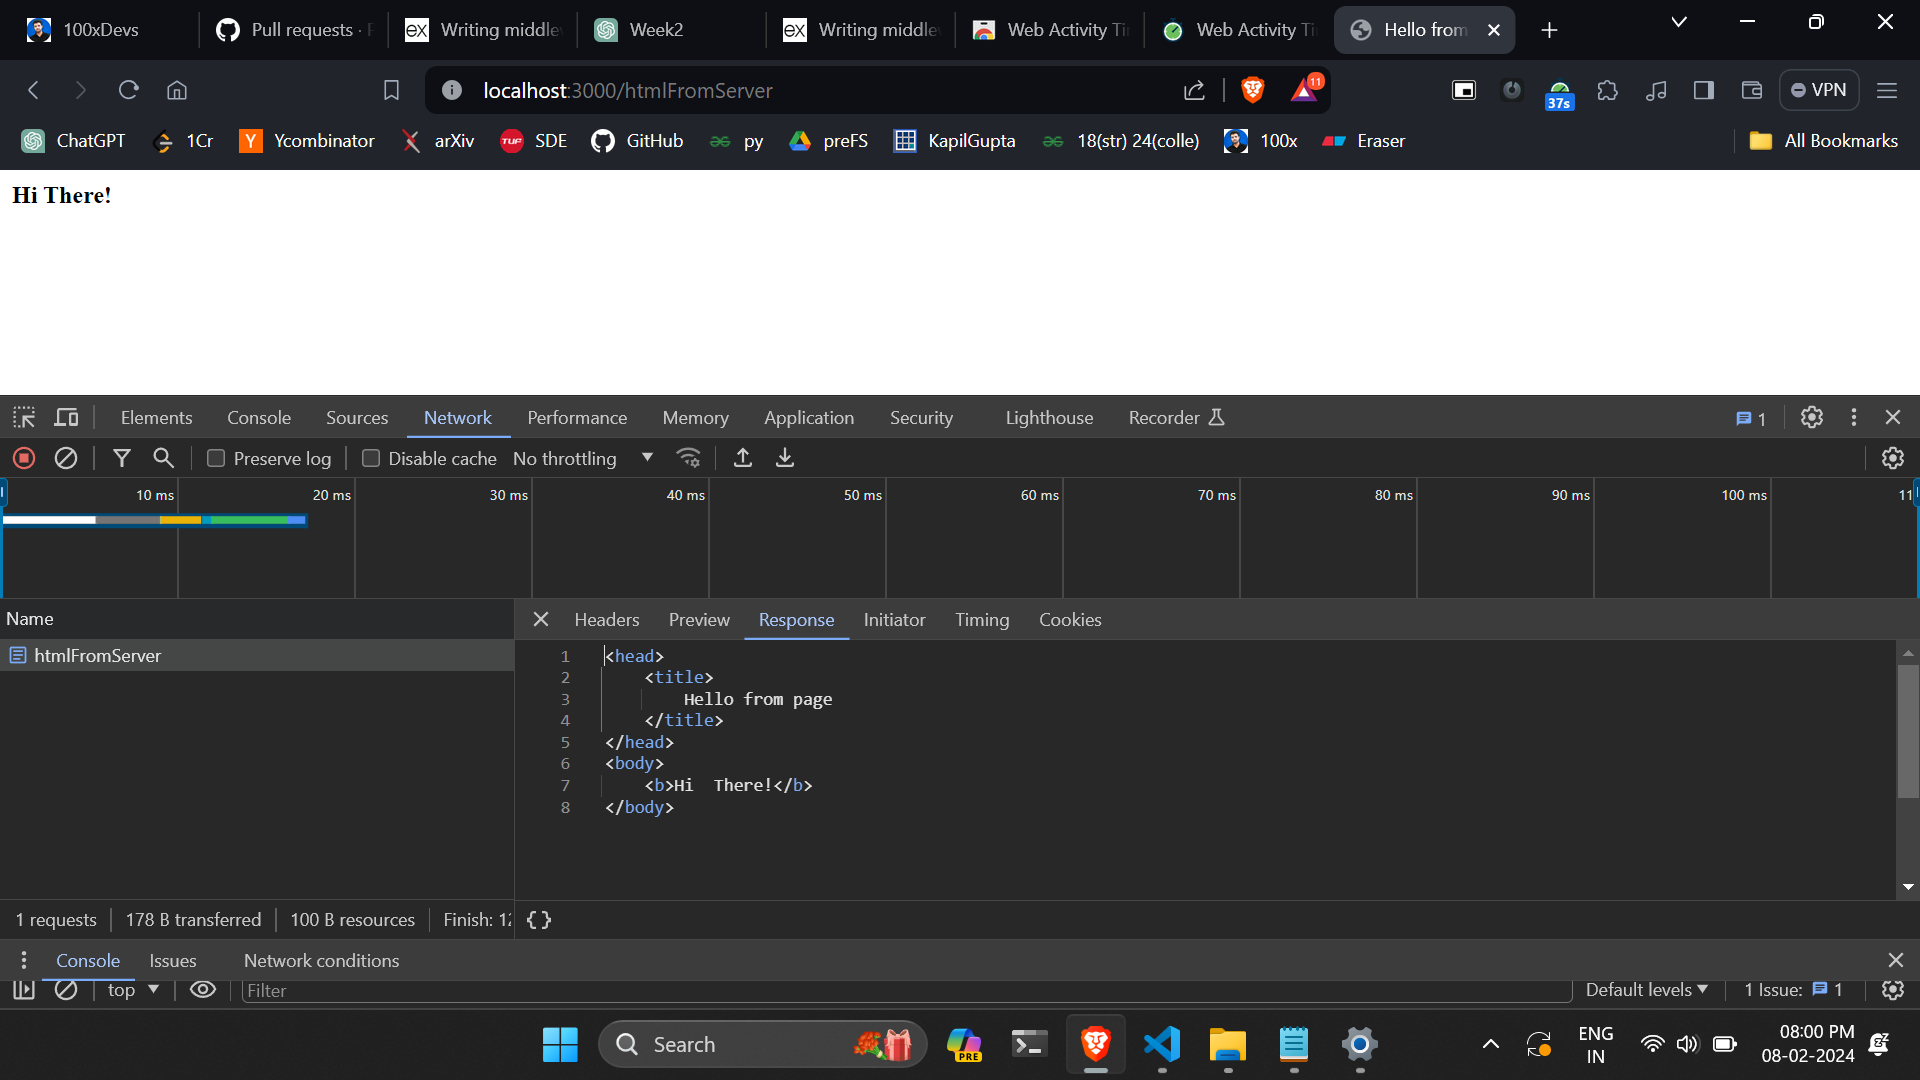 100xDevs
Pull requests ·
Writing middle
Week2
Writing middle
Web Activity Ti
Web Activity Ti
Hello from
localhost:3000/htmlFromServer
11
37s
VPN
ChatGPT
1Cr
Y Ycombinator
arXiv
TUF SDE
GitHub
py
preFS
KapilGupta
18(str) 24(colle)
100x
Eraser
All Bookmarks
Hi There!
Elements Console Sources Network Performance Memory Application Security Lighthouse Recorder 1
Preserve log Disable cache No throttling
10 ms 20 ms 30 ms 40 ms 50 ms 60 ms 70 ms 80 ms 90 ms 100 ms 11
Name
htmlFromServer
Headers Preview Response Initiator Timing Cookies
1 <head>
2 <title>
3 Hello from page
4 </title>
5 </head>
6 <body>
7 <b>Hi  There!</b>
8 </body>
1 requests 178 B transferred 100 B resources Finish: 12 {}
Console Issues Network conditions
top Filter Default levels 1 Issue: 1
Search
PRE
ENG
IN
08:00 PM
08-02-2024